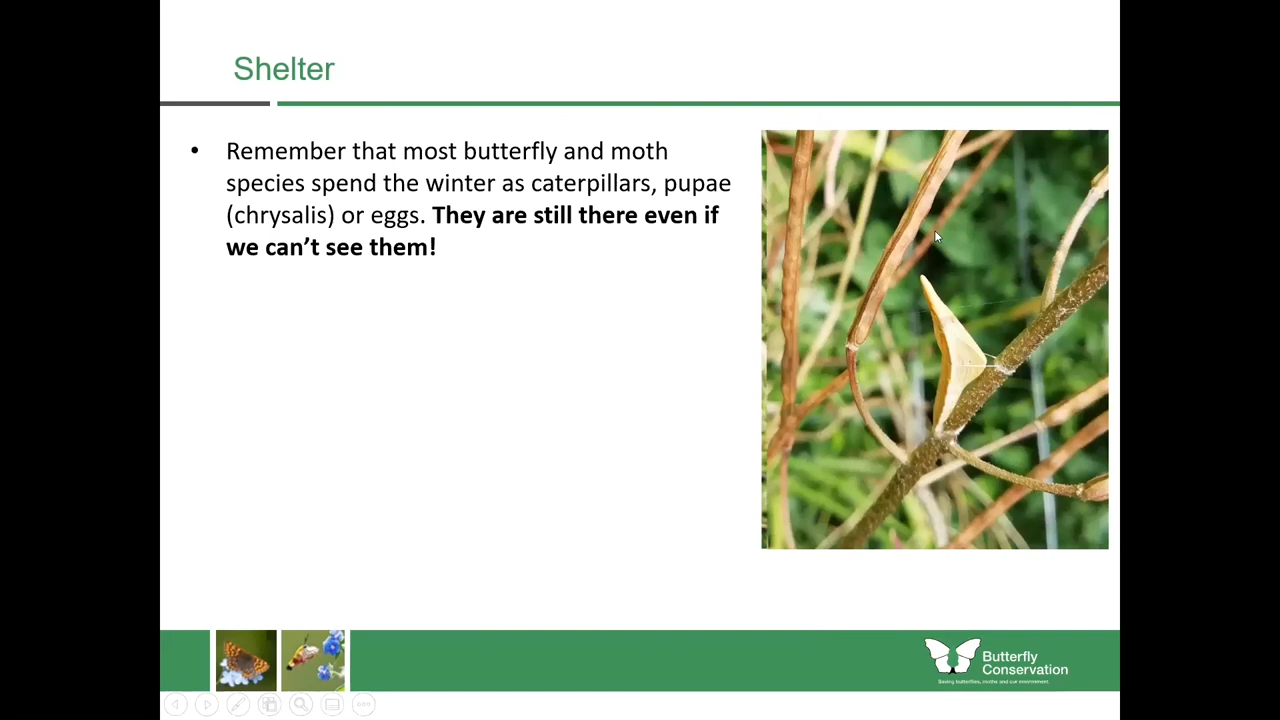 Shelter
• Remember that most butterfly and moth
species spend the winter as caterpillars, pupae
(chrysalis) or eggs. They are still there even if
we can’t see them!
Butterfly
Conservation
Saving butterflies, moths and our environment